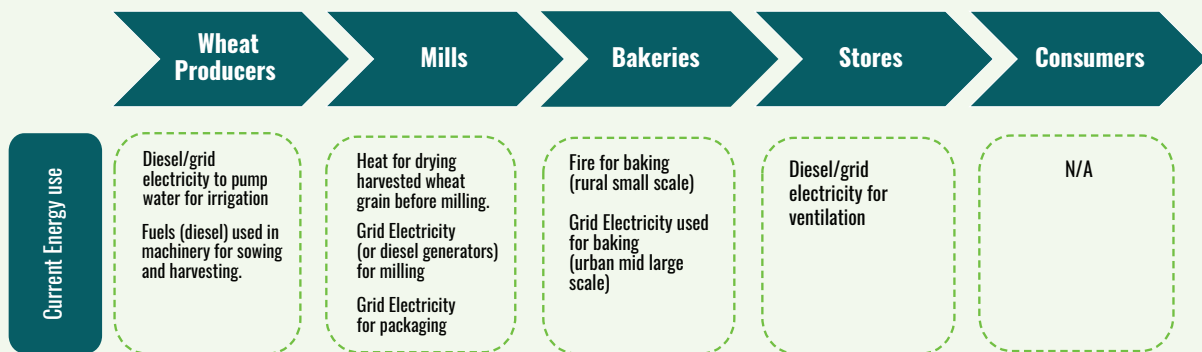 Wheat
Producers
Mills
Bakeries
Stores
Consumers
Current Energy use
Diesel/grid
electricity to pump
water for irrigation
Fuels (diesel) used in
machinery for sowing
and harvesting.
Heat for drying
harvested wheat
grain before milling.
Grid Electricity
(or diesel generators)
for milling
Grid Electricity
for packaging
Fire for baking
(rural small scale)
Grid Electricity used
for baking
(urban mid large
scale)
Diesel/grid
electricity for
ventilation
N/A